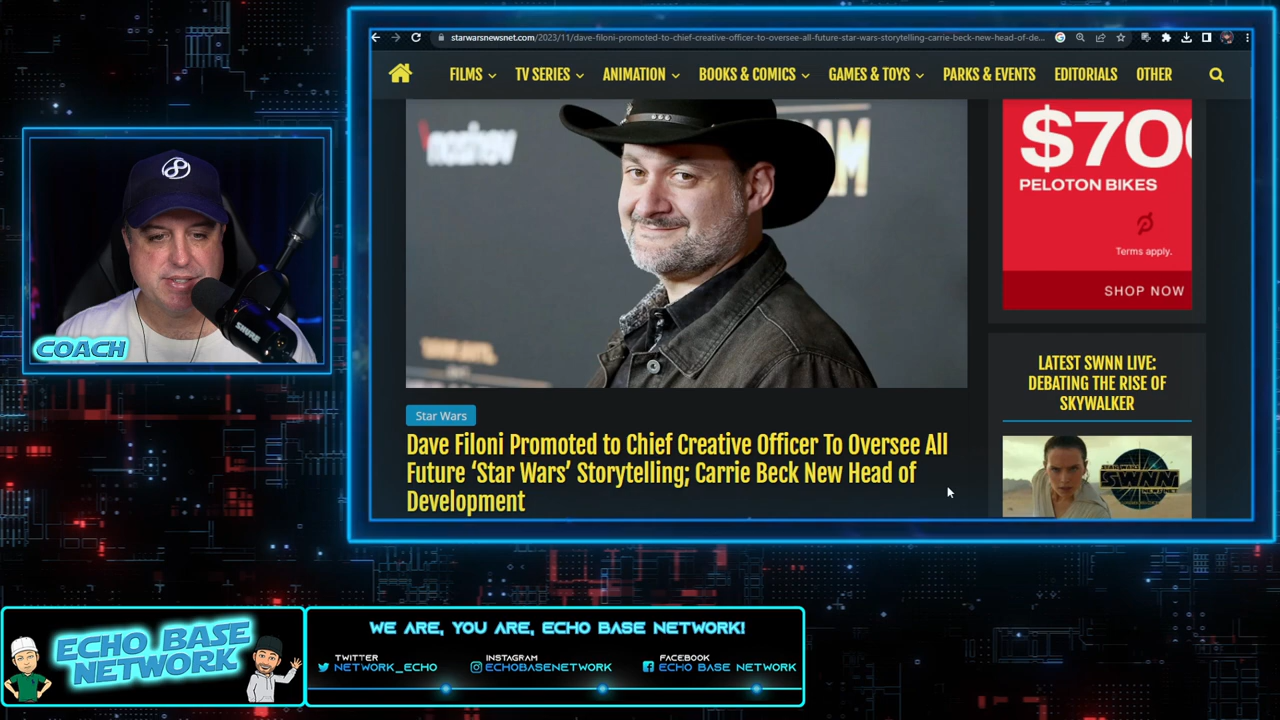 starwarsnewsnet.com/2023/11/dave-filoni-promoted-to-chief-creative-officer-to-oversee-all-future-star-wars-storytelling-carrie-beck-new-head-of-de...
FILMS
TV SERIES
ANIMATION
BOOKS & COMICS
GAMES & TOYS
PARKS & EVENTS
EDITORIALS
OTHER
$700
PELOTON BIKES
Terms apply.
SHOP NOW
SHURE
COACH
Star Wars
Dave Filoni Promoted to Chief Creative Officer To Oversee All
Future ‘Star Wars’ Storytelling; Carrie Beck New Head of
Development
LATEST SWNN LIVE:
DEBATING THE RISE OF
SKYWALKER
SWNN
ECHO BASE
NETWORK
WE ARE, YOU ARE, ECHO BASE NETWORK!
TWITTER
NETWORK_ECHO
INSTAGRAM
ECHOBASENETWORK
FACEBOOK
ECHO BASE NETWORK